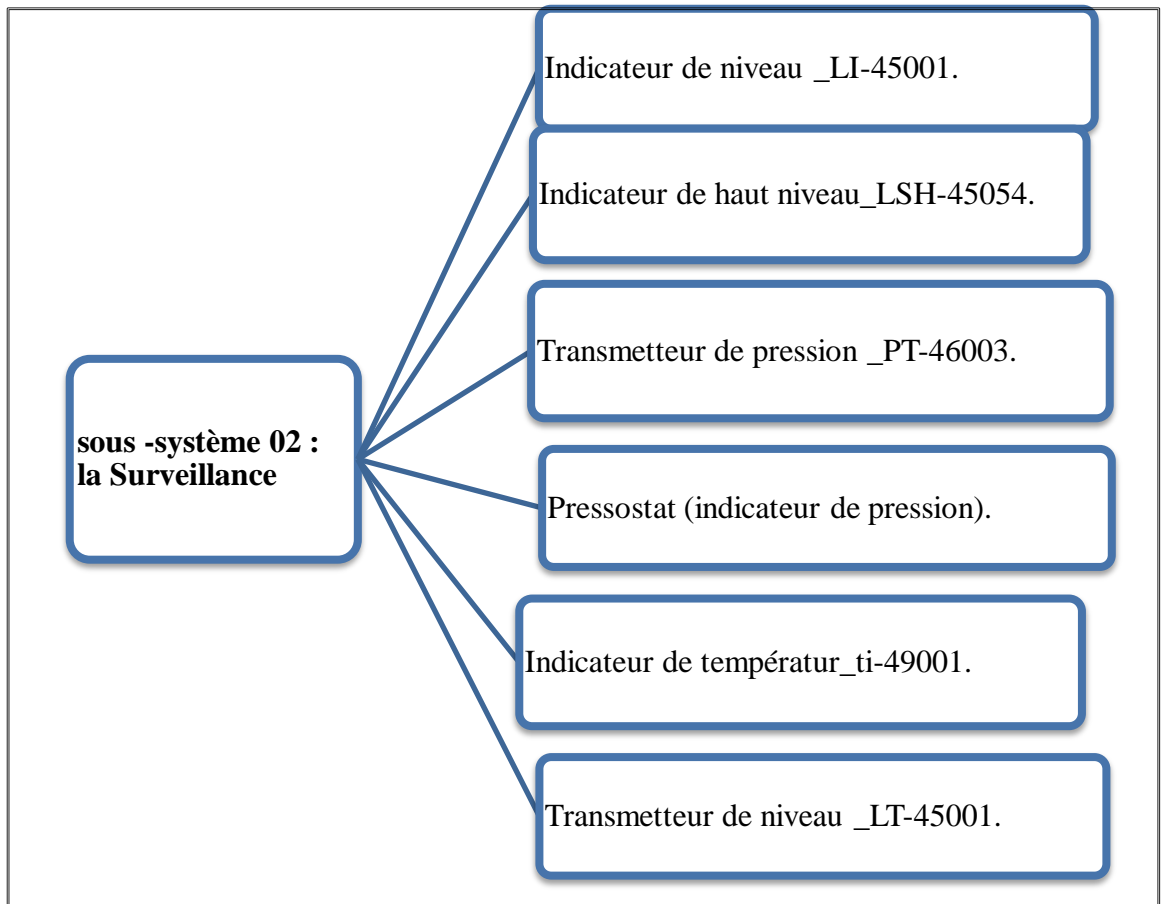 Indicateur de niveau _LI-45001.
Indicateur de haut niveau_LSH-45054.
Transmetteur de pression _PT-46003.
sous -système 02 :
la Surveillance
Pressostat (indicateur de pression).
Indicateur de températur_ti-49001.
Transmetteur de niveau _LT-45001.